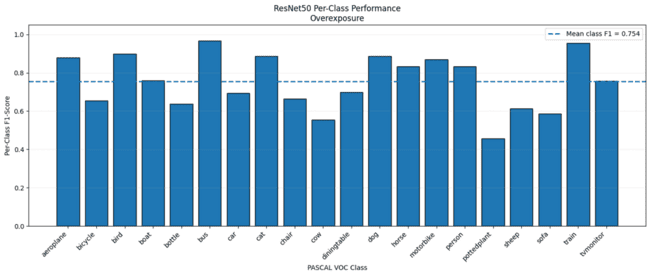 ResNet50 Per-Class Performance
Overexposure
Mean class F1 = 0.754
Per-Class F1-Score
1.0
0.8
0.6
0.4
0.2
0.0
aeroplane
bicycle
bird
boat
bottle
bus
car
cat
chair
cow
diningtable
dog
horse
motorbike
person
pottedplant
sheep
sofa
train
tvmonitor
PASCAL VOC Class